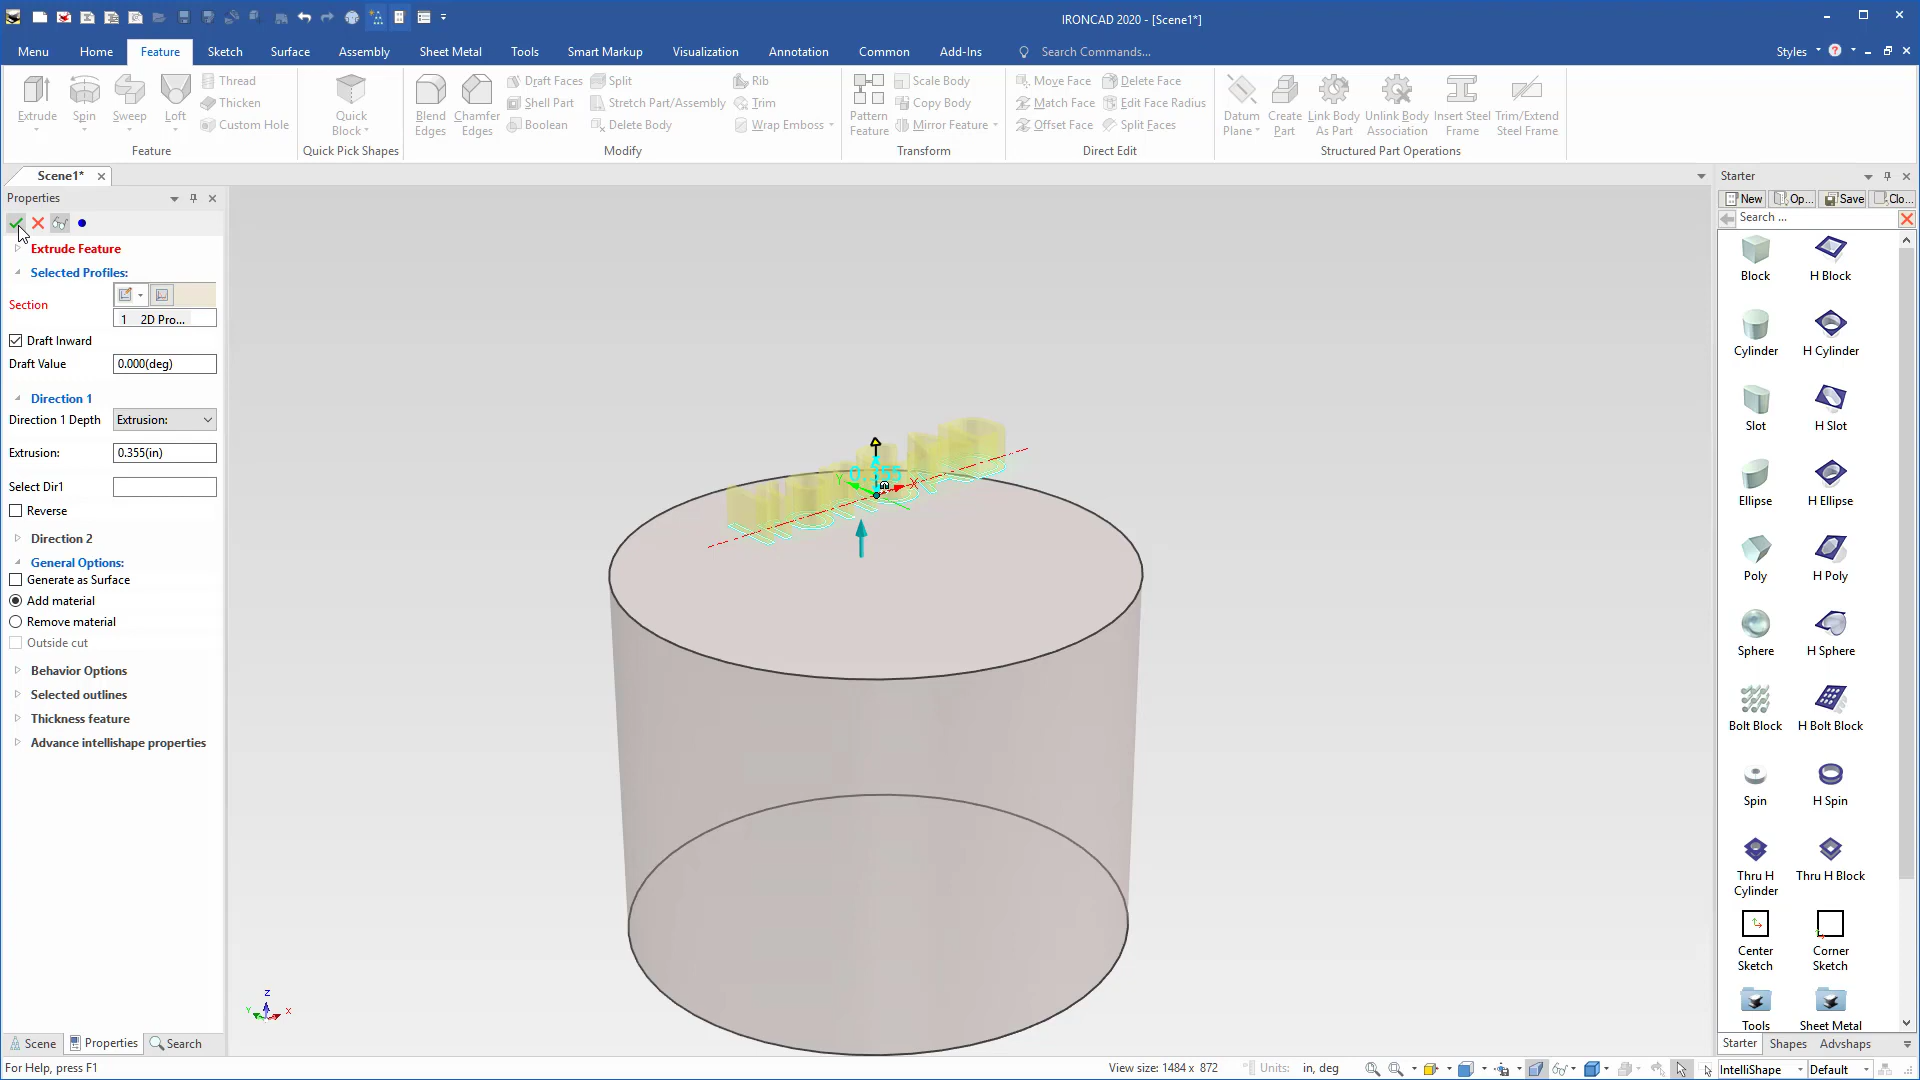 IRONCAD 2020 - [Scene1*]
Menu Home Feature Sketch Surface Assembly Sheet Metal Tools Smart Markup Visualization Annotation Common Add-Ins Search Commands... Styles
Extrude Spin Sweep Loft Thread Thicken Custom Hole
Feature
Quick Block
Quick Pick Shapes
Blend Edges Chamfer Edges Draft Faces Shell Part Boolean Split Stretch Part/Assembly Delete Body Rib Trim Wrap Emboss
Modify
Pattern Feature Scale Body Copy Body Mirror Feature
Transform
Move Face Match Face Offset Face Delete Face Edit Face Radius Split Faces
Direct Edit
Datum Plane Create Part Link Body As Part Unlink Body Association Insert Steel Frame Trim/Extend Steel Frame
Structured Part Operations
Scene1*
Properties
Extrude Feature
Selected Profiles:
Section
1 2D Pro...
Draft Inward
Draft Value 0.000(deg)
Direction 1
Direction 1 Depth Extrusion:
Extrusion: 0.355(in)
Select Dir1
Reverse
Direction 2
General Options:
Generate as Surface
Add material
Remove material
Outside cut
Behavior Options
Selected outlines
Thickness feature
Advance intellishape properties
Scene Properties Search
0.355
Y X
Z
Y X
Starter
New Op... Save Clo...
Search ...
Block H Block
Cylinder H Cylinder
Slot H Slot
Ellipse H Ellipse
Poly H Poly
Sphere H Sphere
Bolt Block H Bolt Block
Spin H Spin
Thru H Cylinder Thru H Block
Center Sketch Corner Sketch
Tools Sheet Metal
Starter Shapes Advshaps
For Help, press F1 View size: 1484 x 872 Units: in, deg IntelliShape Default